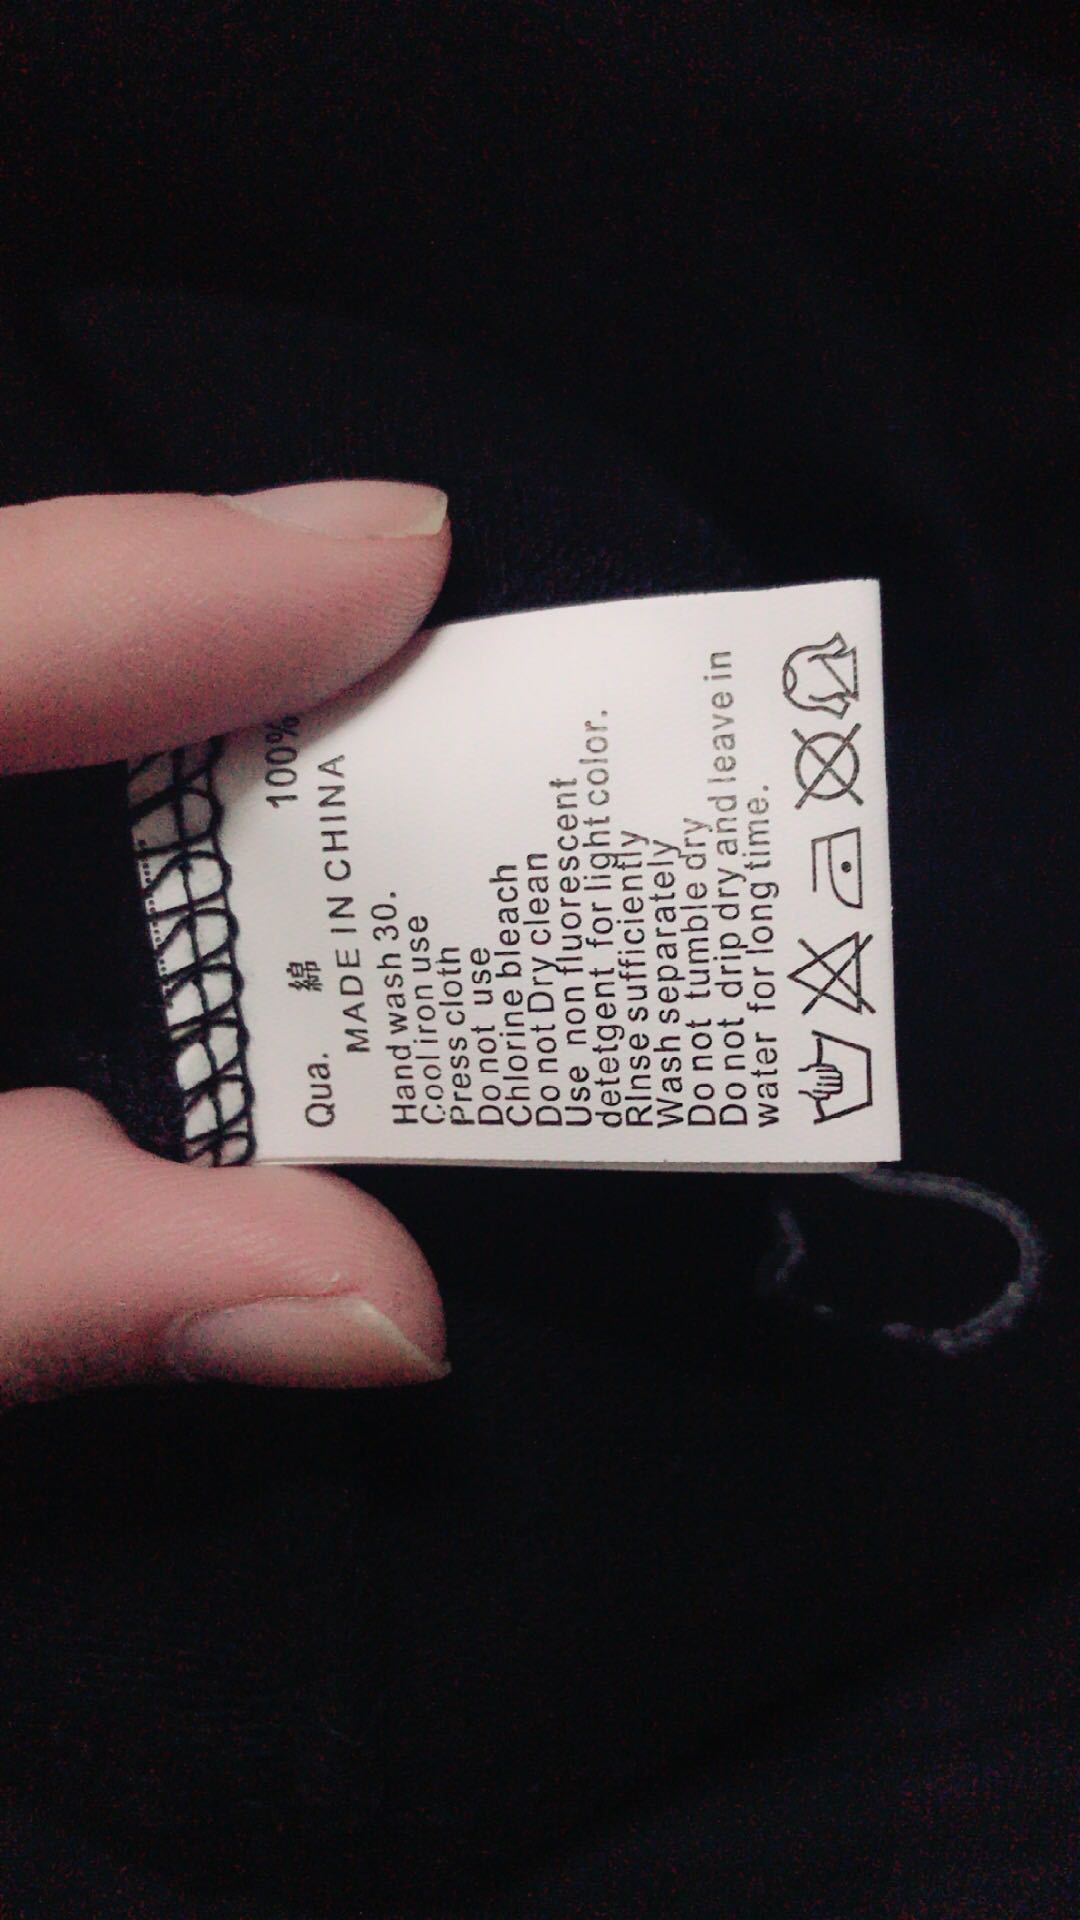 Qua. 綿 100%
MADE IN CHINA
Hand wash 30.
Cool iron use
Press cloth
Do not use
Chlorine bleach
Do not Dry clean
Use non fluorescent
detetgent for light color.
RInse sufficiently
Wash separately
Do not tumble dry
Do not drip dry and leave in
water for long time.